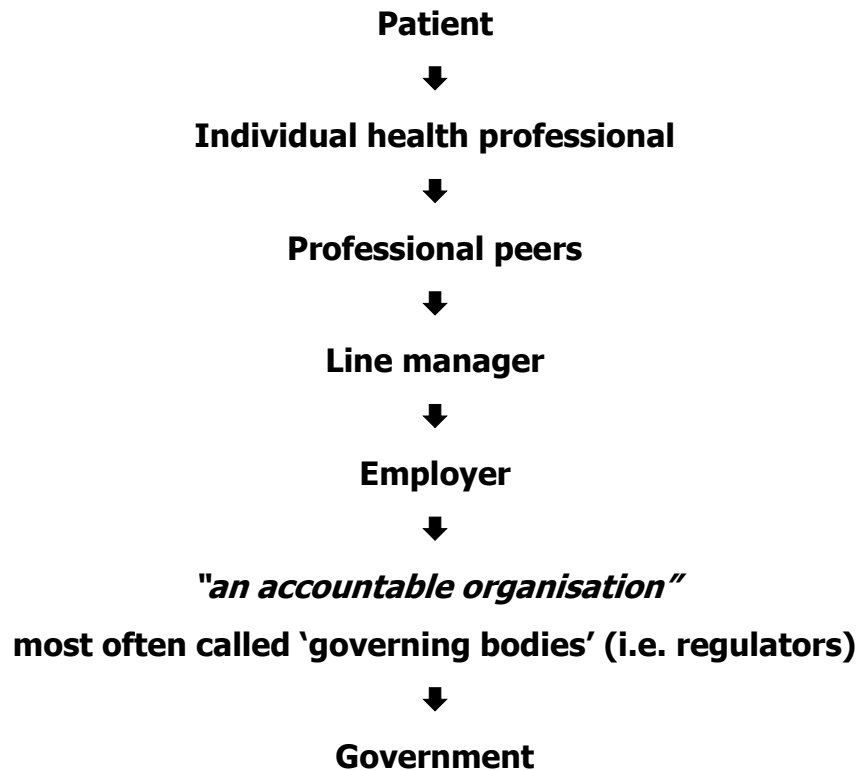 Patient
Individual health professional
Professional peers
Line manager
Employer
“an accountable organisation”
most often called ‘governing bodies’ (i.e. regulators)
Government